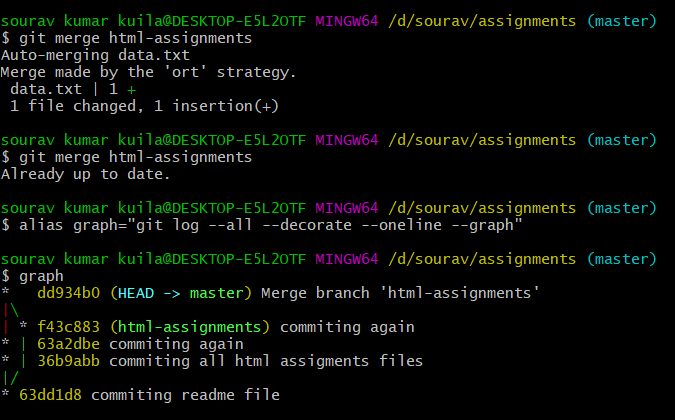 sourav kumar kuila@DESKTOP-E5L2OTF MINGW64 /d/sourav/assignments (master)
$ git merge html-assignments
Auto-merging data.txt
Merge made by the 'ort' strategy.
 data.txt | 1 +
 1 file changed, 1 insertion(+)
sourav kumar kuila@DESKTOP-E5L2OTF MINGW64 /d/sourav/assignments (master)
$ git merge html-assignments
Already up to date.
sourav kumar kuila@DESKTOP-E5L2OTF MINGW64 /d/sourav/assignments (master)
$ alias graph="git log --all --decorate --oneline --graph"
sourav kumar kuila@DESKTOP-E5L2OTF MINGW64 /d/sourav/assignments (master)
$ graph
*   dd934b0 (HEAD -> master) Merge branch 'html-assignments'
|\
| * f43c883 (html-assignments) commiting again
* | 63a2dbe commiting again
* | 36b9abb commiting all html assigments files
|/
* 63dd1d8 commiting readme file